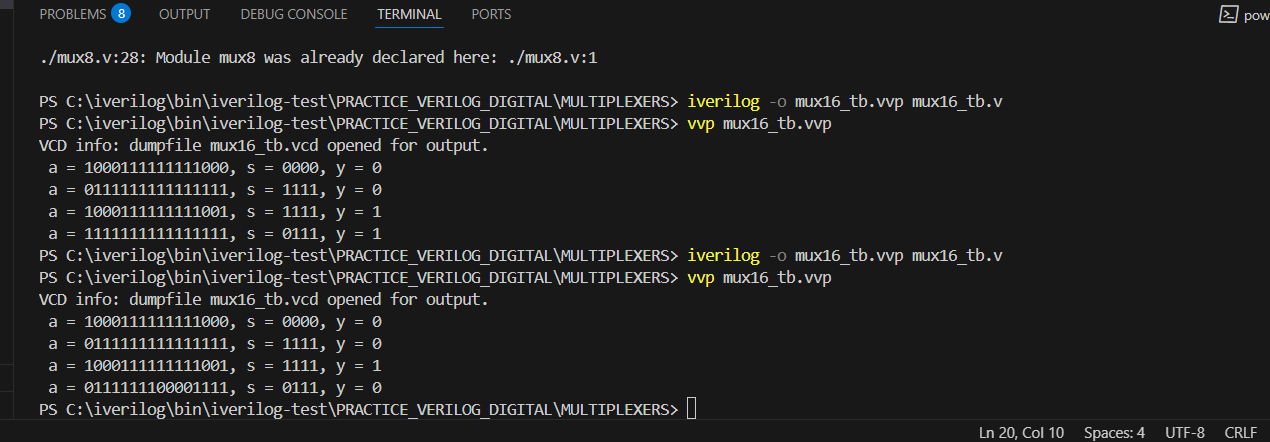 PROBLEMS 8 OUTPUT DEBUG CONSOLE TERMINAL PORTS pow
./mux8.v:28: Module mux8 was already declared here: ./mux8.v:1
PS C:\iverilog\bin\iverilog-test\PRACTICE_VERILOG_DIGITAL\MULTIPLEXERS> iverilog -o mux16_tb.vvp mux16_tb.v
PS C:\iverilog\bin\iverilog-test\PRACTICE_VERILOG_DIGITAL\MULTIPLEXERS> vvp mux16_tb.vvp
VCD info: dumpfile mux16_tb.vcd opened for output.
a = 1000111111111000, s = 0000, y = 0
a = 0111111111111111, s = 1111, y = 0
a = 1000111111111001, s = 1111, y = 1
a = 1111111111111111, s = 0111, y = 1
PS C:\iverilog\bin\iverilog-test\PRACTICE_VERILOG_DIGITAL\MULTIPLEXERS> iverilog -o mux16_tb.vvp mux16_tb.v
PS C:\iverilog\bin\iverilog-test\PRACTICE_VERILOG_DIGITAL\MULTIPLEXERS> vvp mux16_tb.vvp
VCD info: dumpfile mux16_tb.vcd opened for output.
a = 1000111111111000, s = 0000, y = 0
a = 0111111111111111, s = 1111, y = 0
a = 1000111111111001, s = 1111, y = 1
a = 0111111100001111, s = 0111, y = 0
PS C:\iverilog\bin\iverilog-test\PRACTICE_VERILOG_DIGITAL\MULTIPLEXERS>
Ln 20, Col 10 Spaces: 4 UTF-8 CRLF